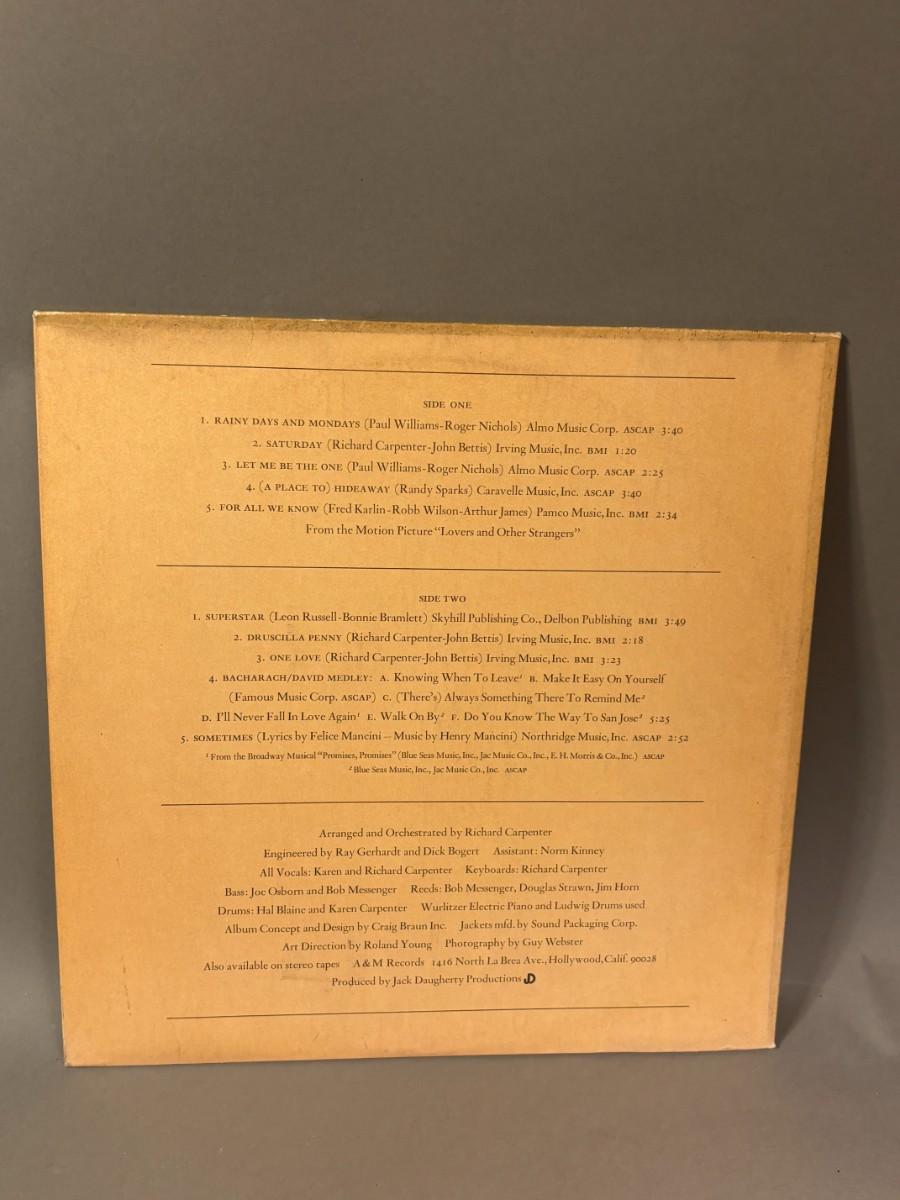 SIDE ONE
1. RAINY DAYS AND MONDAYS (Paul Williams-Roger Nichols) Almo Music Corp. ASCAP 3:40
2. SATURDAY (Richard Carpenter-John Bettis) Irving Music, Inc. BMI 1:20
3. LET ME BE THE ONE (Paul Williams-Roger Nichols) Almo Music Corp. ASCAP 2:25
4. (A PLACE TO) HIDEAWAY (Randy Sparks) Caravelle Music, Inc. ASCAP 3:40
5. FOR ALL WE KNOW (Fred Karlin-Robb Wilson-Arthur James) Pamco Music, Inc. BMI 2:34
From the Motion Picture "Lovers and Other Strangers"
SIDE TWO
1. SUPERSTAR (Leon Russell-Bonnie Bramlett) Skyhill Publishing Co., Delbon Publishing BMI 3:49
2. DRUSCILLA PENNY (Richard Carpenter-John Bettis) Irving Music, Inc. BMI 2:18
3. ONE LOVE (Richard Carpenter-John Bettis) Irving Music, Inc. BMI 3:23
4. BACHARACH/DAVID MEDLEY: A. Knowing When To Leave¹ B. Make It Easy On Yourself
(Famous Music Corp. ASCAP) C. (There's) Always Something There To Remind Me²
D. I'll Never Fall In Love Again¹ E. Walk On By² F. Do You Know The Way To San Jose² 5:25
5. SOMETIMES (Lyrics by Felice Mancini – Music by Henry Mancini) Northridge Music, Inc. ASCAP 2:52
¹ From the Broadway Musical "Promises, Promises" (Blue Seas Music, Inc., Jac Music Co., Inc., E. H. Morris & Co., Inc.) ASCAP
² Blue Seas Music, Inc., Jac Music Co., Inc. ASCAP
Arranged and Orchestrated by Richard Carpenter
Engineered by Ray Gerhardt and Dick Bogert Assistant: Norm Kinney
All Vocals: Karen and Richard Carpenter Keyboards: Richard Carpenter
Bass: Joe Osborn and Bob Messenger Reeds: Bob Messenger, Douglas Strawn, Jim Horn
Drums: Hal Blaine and Karen Carpenter Wurlitzer Electric Piano and Ludwig Drums used
Album Concept and Design by Craig Braun Inc. Jackets mfd. by Sound Packaging Corp.
Art Direction by Roland Young Photography by Guy Webster
Also available on stereo tapes A&M Records 1416 North La Brea Ave., Hollywood, Calif. 90028
Produced by Jack Daugherty Productions JD